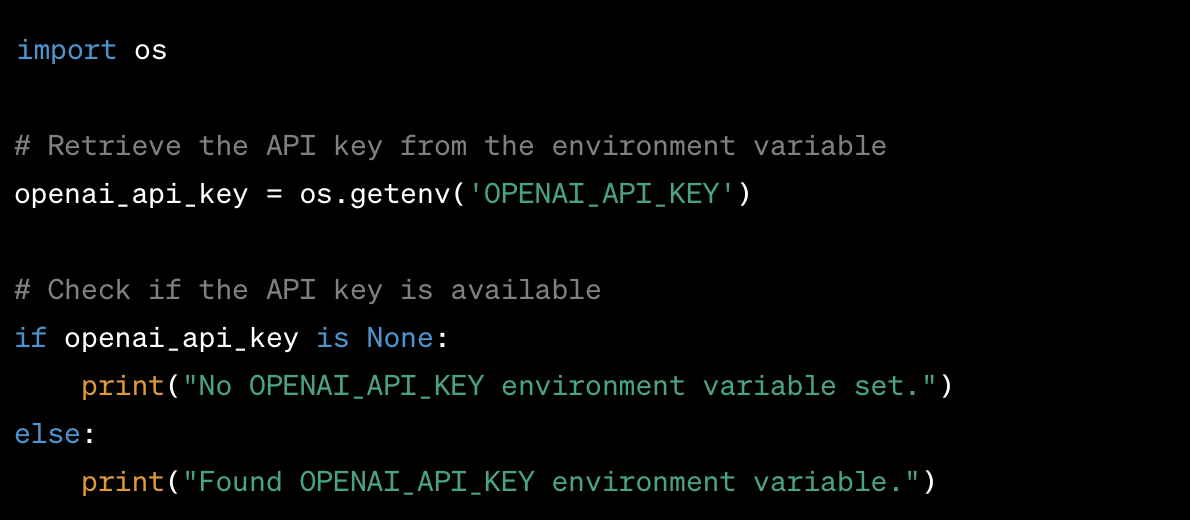 import os
# Retrieve the API key from the environment variable
openai_api_key = os.getenv('OPENAI_API_KEY')
# Check if the API key is available
if openai_api_key is None:
    print("No OPENAI_API_KEY environment variable set.")
else:
    print("Found OPENAI_API_KEY environment variable.")